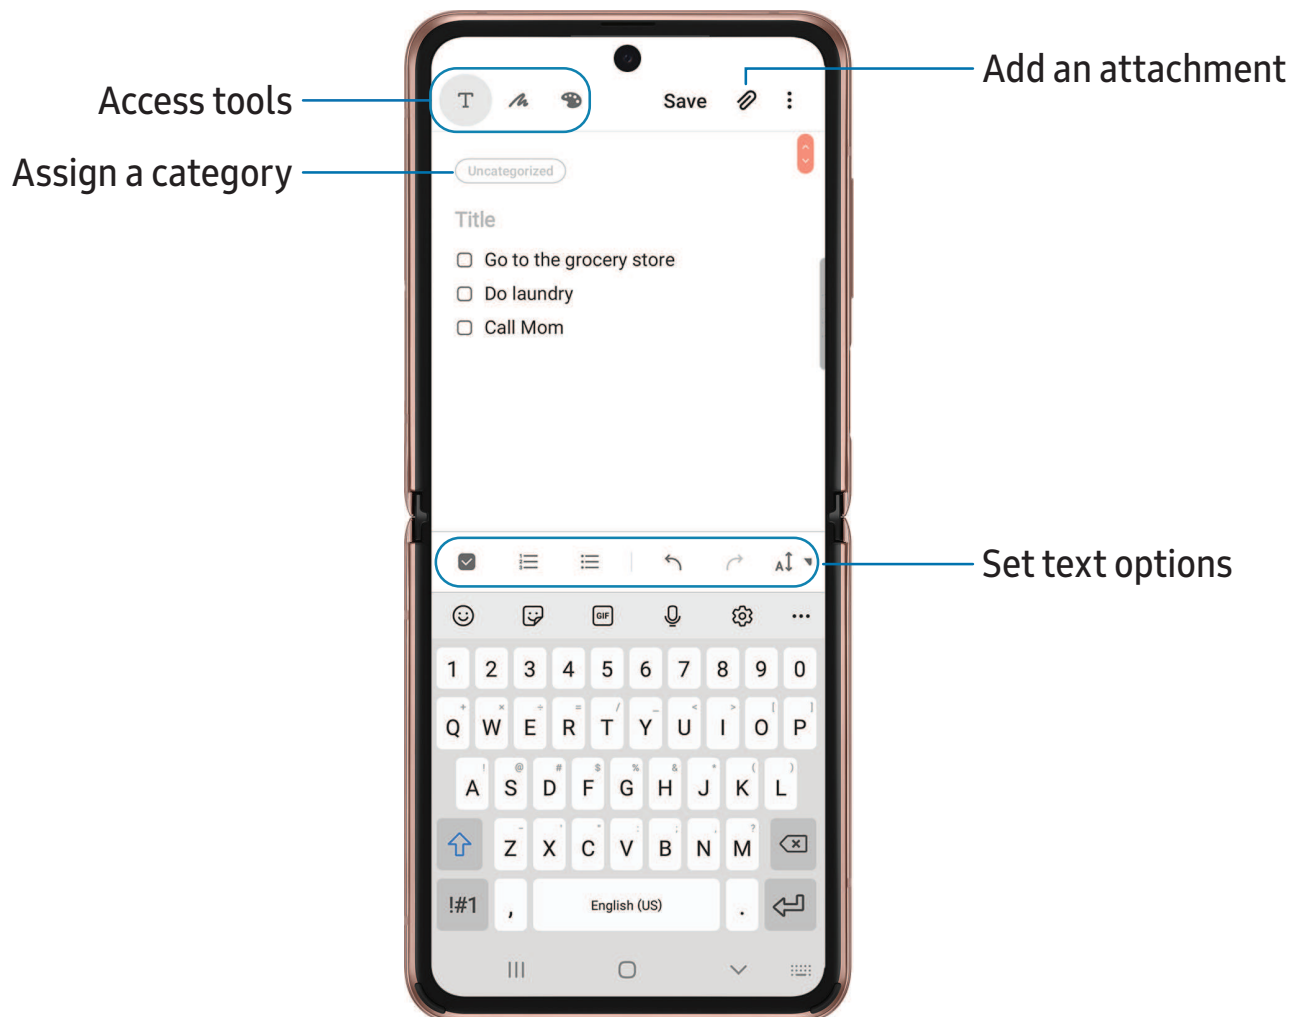 Add an attachment
Access tools
T
Save
Assign a category
Uncategorized
Title
Go to the grocery store
Do laundry
Call Mom
Set text options
A
GIF
1 2 3 4 5 6 7 8 9 0
+ × ÷ = / _ < > [ ]
Q W E R T Y U I O P
! @ # $ % & * ( )
A S D F G H J K L
- ' " : ; , ?
Z X C V B N M
!#1 , English (US) .